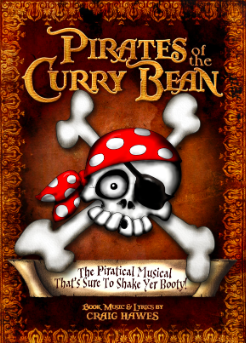 PIRATES of the
CURRY BEAN
The Piratical Musical
That's Sure To Shake Yer Booty!
BOOK, MUSIC & LYRICS BY
CRAIG HAWES